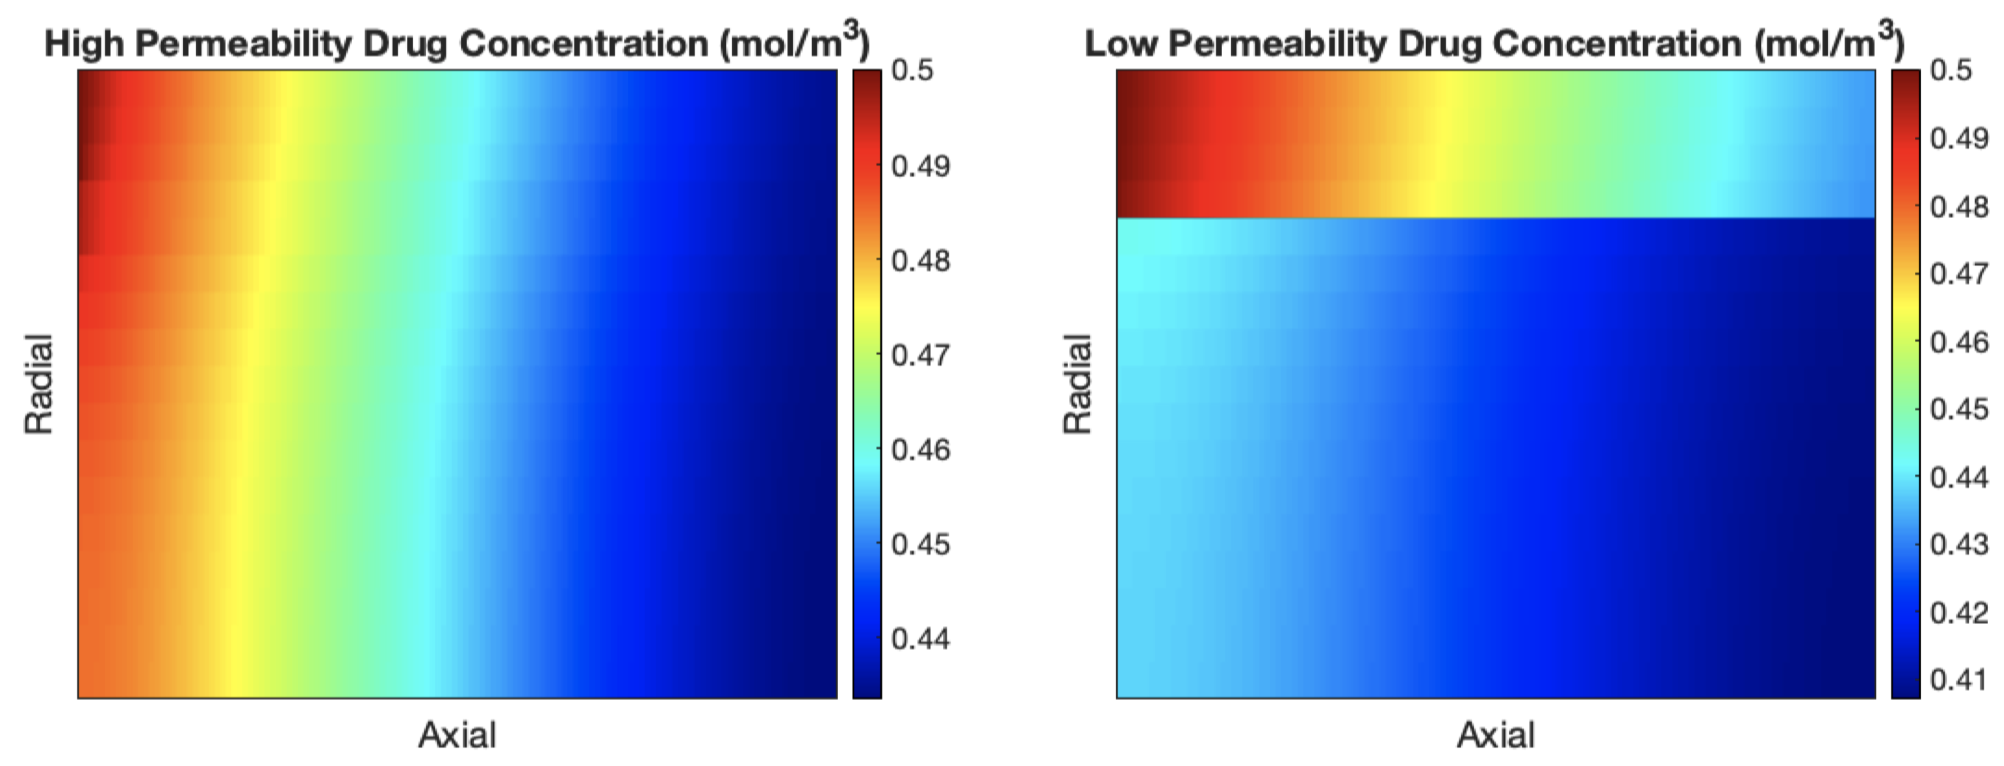 High Permeability Drug Concentration (mol/m³)
0.5
0.49
0.48
0.47
0.46
0.45
0.44
Radial
Axial
Low Permeability Drug Concentration (mol/m³)
0.5
0.49
0.48
0.47
0.46
0.45
0.44
0.43
0.42
0.41
Radial
Axial